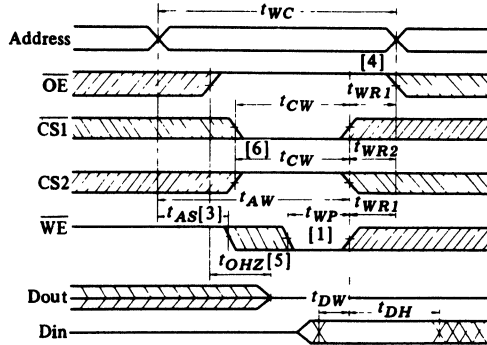 tWC
Address
[4]
OE
tCW tWR1
CS1
[6] tCW tWR2
CS2
tAW tWR1
tAS[3] tWP
WE [1]
tOHZ[5]
Dout
tDW tDH
Din